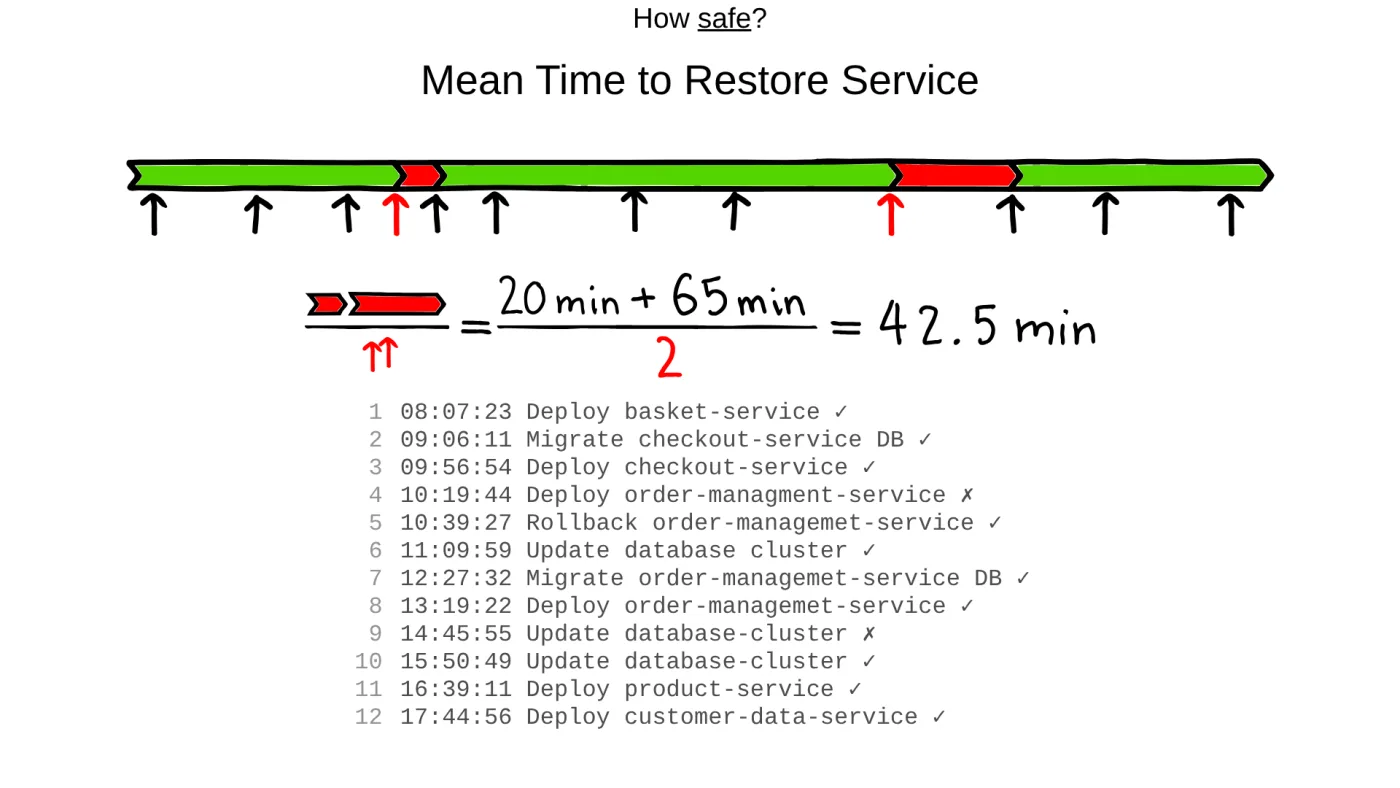 How safe?
Mean Time to Restore Service
= 20 min + 65 min = 42.5 min
2
1 08:07:23 Deploy basket-service ✓
2 09:06:11 Migrate checkout-service DB ✓
3 09:56:54 Deploy checkout-service ✓
4 10:19:44 Deploy order-managment-service ✗
5 10:39:27 Rollback order-managemet-service ✓
6 11:09:59 Update database cluster ✓
7 12:27:32 Migrate order-managemet-service DB ✓
8 13:19:22 Deploy order-managemet-service ✓
9 14:45:55 Update database-cluster ✗
10 15:50:49 Update database-cluster ✓
11 16:39:11 Deploy product-service ✓
12 17:44:56 Deploy customer-data-service ✓